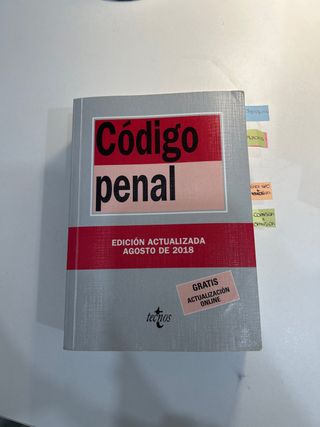 Código
penal
EDICIÓN ACTUALIZADA
AGOSTO DE 2018
GRATIS
ACTUALIZACIÓN
ONLINE
tecnos